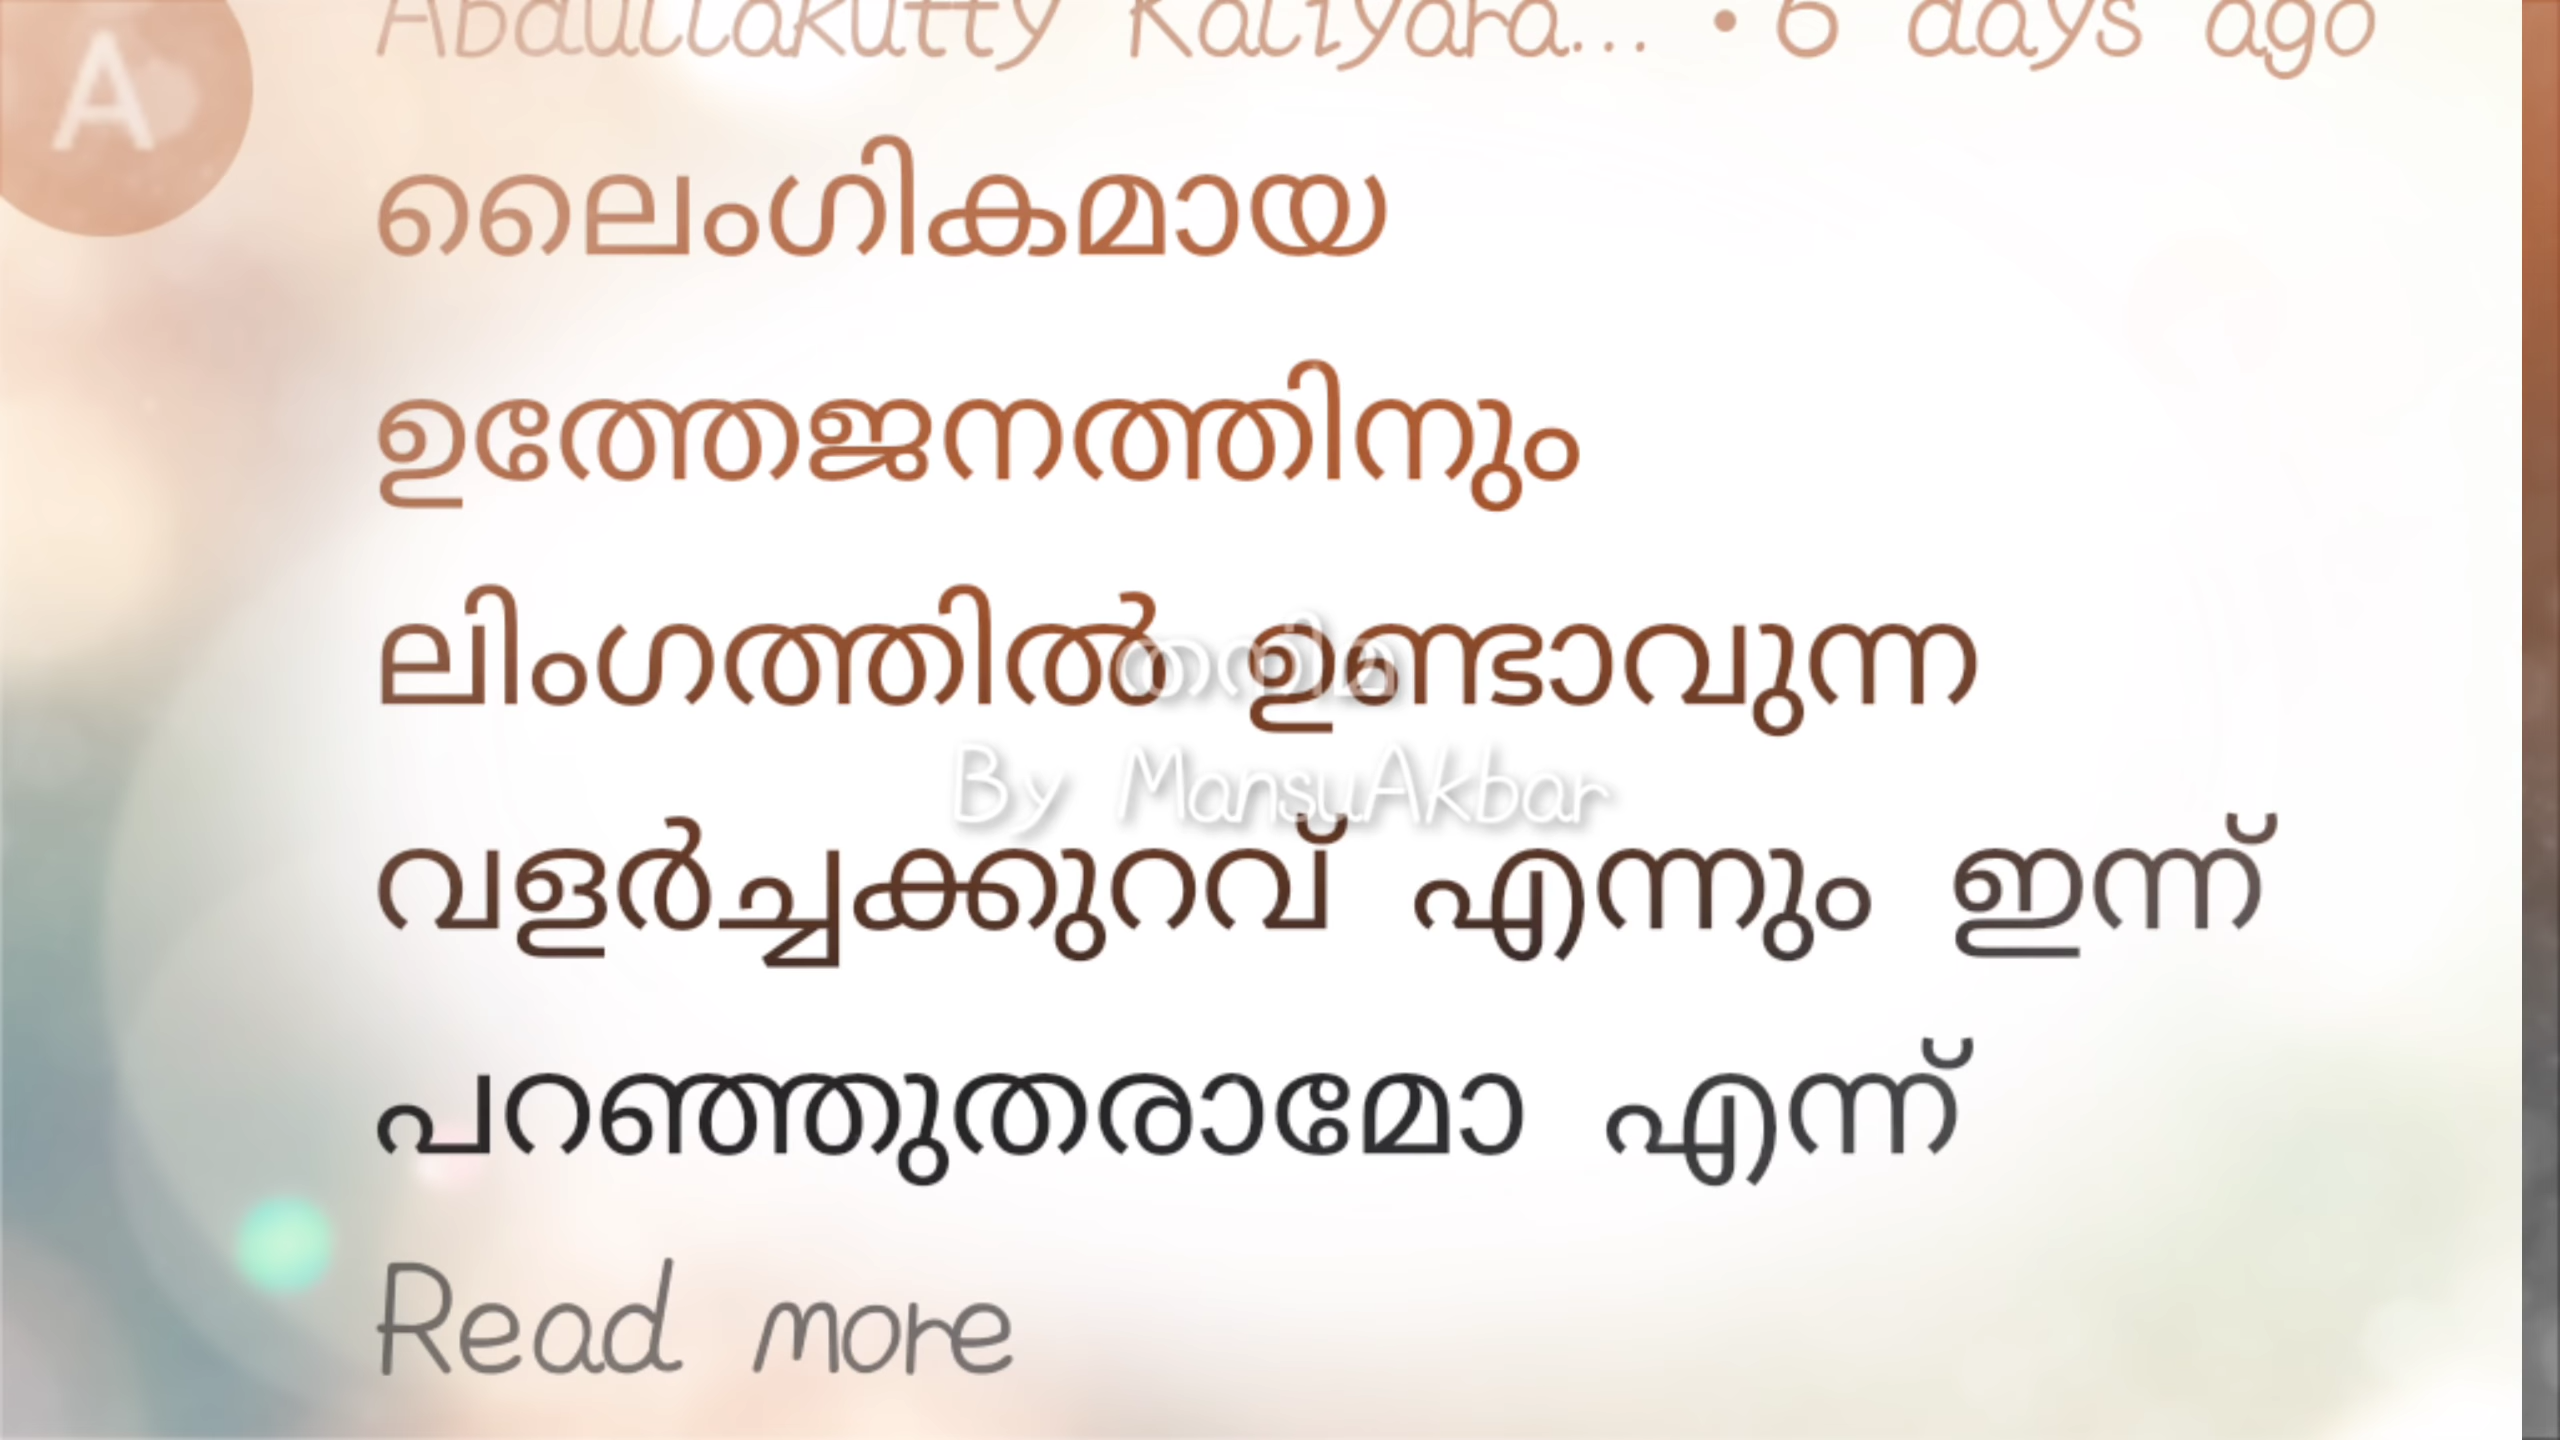 Abdullakutty Kaliyara... • 6 days ago
A
ലൈംഗികമായ
ഉത്തേജനത്തിനും
ലിംഗത്തിൽ ഉണ്ടാവുന്ന
By MansuAkbar
വളർച്ചക്കുറവ് എന്നും ഇന്ന്
പറഞ്ഞുതരാമോ എന്ന്
Read more